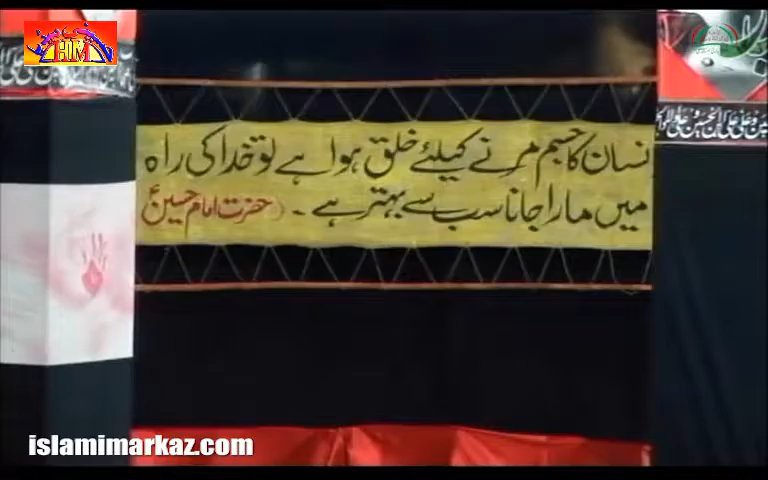 HM
نسان کا جسم مرنے کیلئے خلق ہوا ہے تو خدا کی راہ
میں مارا جانا سب سے بہتر ہے ۔ (حضرت امام حسینؑ
islamimarkaz.com